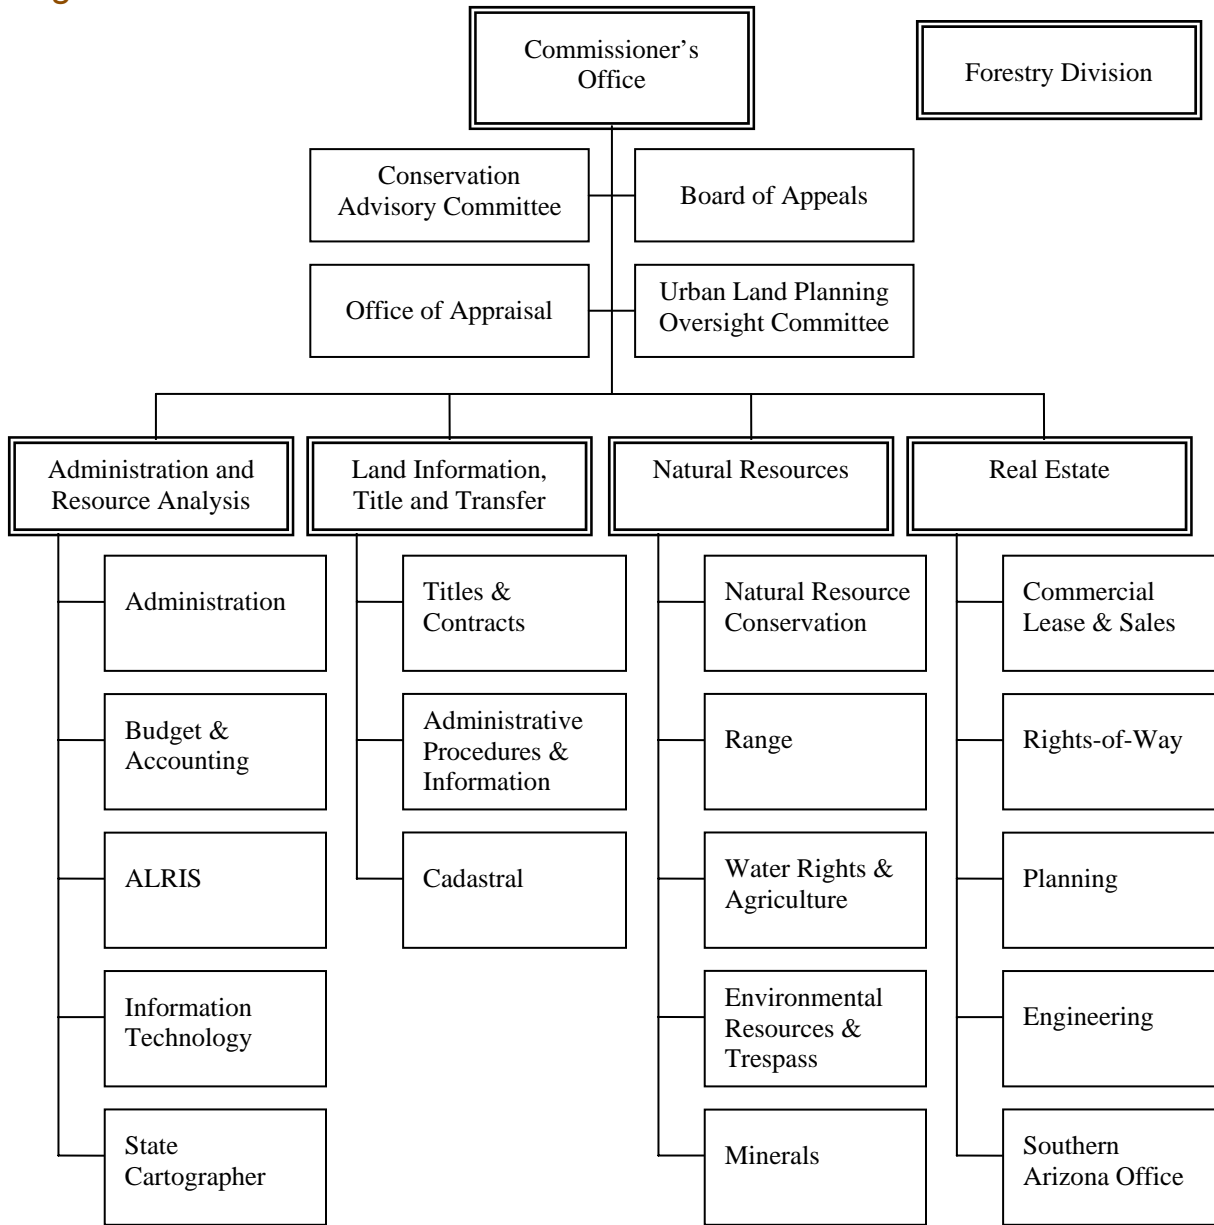 Commissioner's
Office
Forestry Division
Conservation
Advisory Committee
Board of Appeals
Office of Appraisal
Urban Land Planning
Oversight Committee
Administration and
Resource Analysis
Land Information,
Title and Transfer
Natural Resources
Real Estate
Administration
Budget &
Accounting
ALRIS
Information
Technology
State
Cartographer
Titles &
Contracts
Administrative
Procedures &
Information
Cadastral
Natural Resource
Conservation
Range
Water Rights &
Agriculture
Environmental
Resources &
Trespass
Minerals
Commercial
Lease & Sales
Rights-of-Way
Planning
Engineering
Southern
Arizona Office